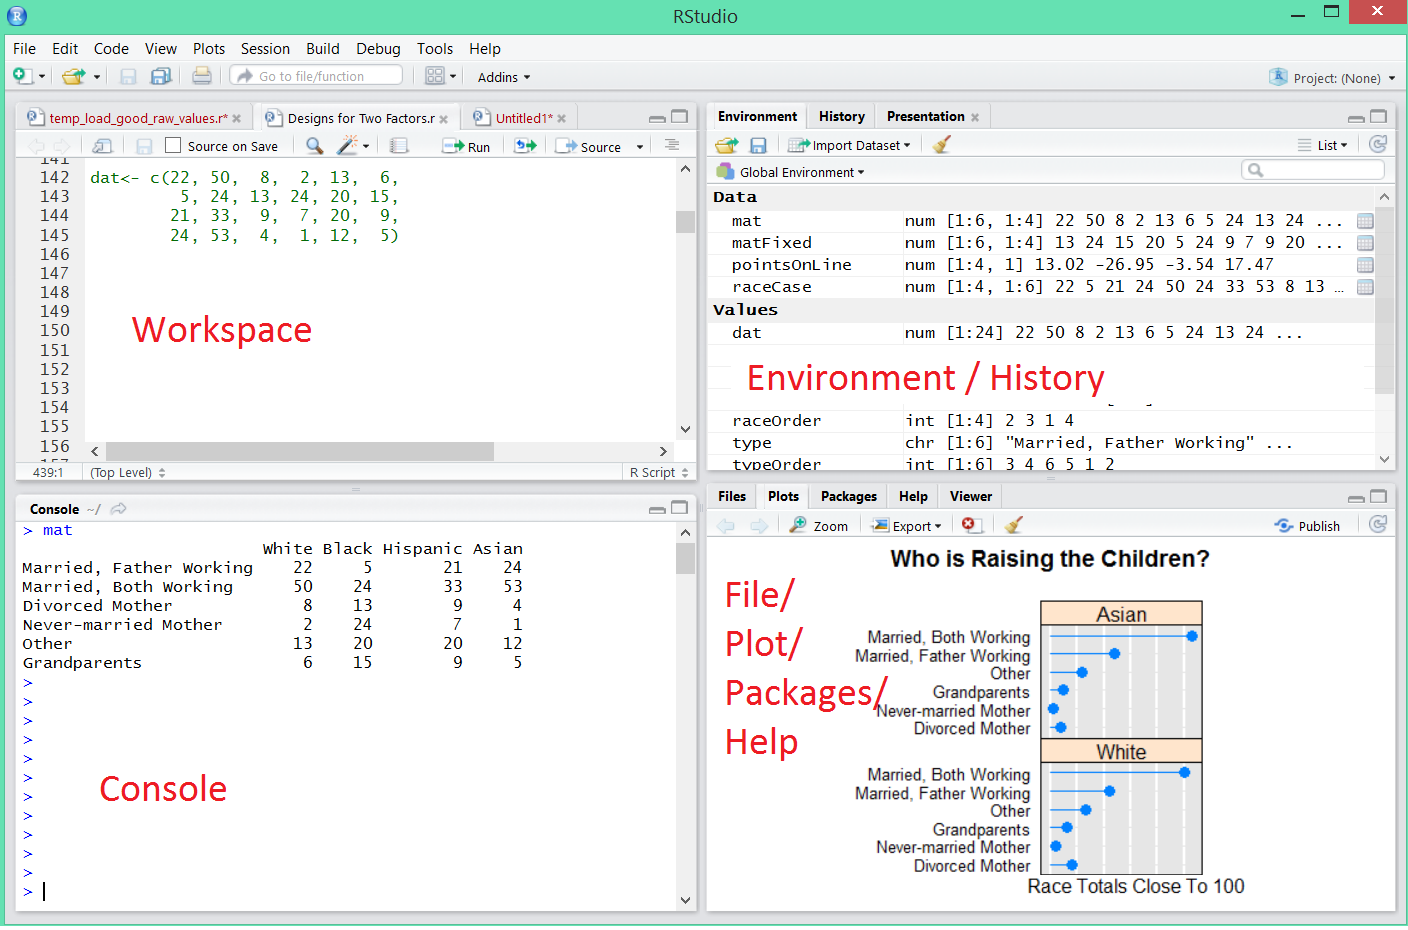 RStudio
File Edit Code View Plots Session Build Debug Tools Help
Go to file/function Addins Project: (None)
temp_load_good_raw_values.r* Designs for Two Factors.r Untitled1*
Source on Save Run Source
141
142 dat<- c(22, 50, 8, 2, 13, 6,
143 5, 24, 13, 24, 20, 15,
144 21, 33, 9, 7, 20, 9,
145 24, 53, 4, 1, 12, 5)
146
147
148
149
150
151
152
153
154
155
156
Workspace
439:1 (Top Level) R Script
Console ~/
> mat
White Black Hispanic Asian
Married, Father Working 22 5 21 24
Married, Both Working 50 24 33 53
Divorced Mother 8 13 9 4
Never-married Mother 2 24 7 1
Other 13 20 20 12
Grandparents 6 15 9 5
>
>
>
>
>
>
>
>
>
>
>
>
Console
Environment History Presentation
Import Dataset List
Global Environment
Data
mat num [1:6, 1:4] 22 50 8 2 13 6 5 24 13 24 ...
matFixed num [1:6, 1:4] 13 24 15 20 5 24 9 7 9 20 ...
pointsOnLine num [1:4, 1] 13.02 -26.95 -3.54 17.47
raceCase num [1:4, 1:6] 22 5 21 24 50 24 33 53 8 13 …
Values
dat num [1:24] 22 50 8 2 13 6 5 24 13 24 ...
Environment / History
raceOrder int [1:4] 2 3 1 4
type chr [1:6] "Married, Father Working" ...
typeOrder int [1:6] 3 4 6 5 1 2
Files Plots Packages Help Viewer
Zoom Export Publish
Who is Raising the Children?
File/
Plot/
Packages/
Help
Asian
Married, Both Working
Married, Father Working
Other
Grandparents
Never-married Mother
Divorced Mother
White
Married, Both Working
Married, Father Working
Other
Grandparents
Never-married Mother
Divorced Mother
Race Totals Close To 100